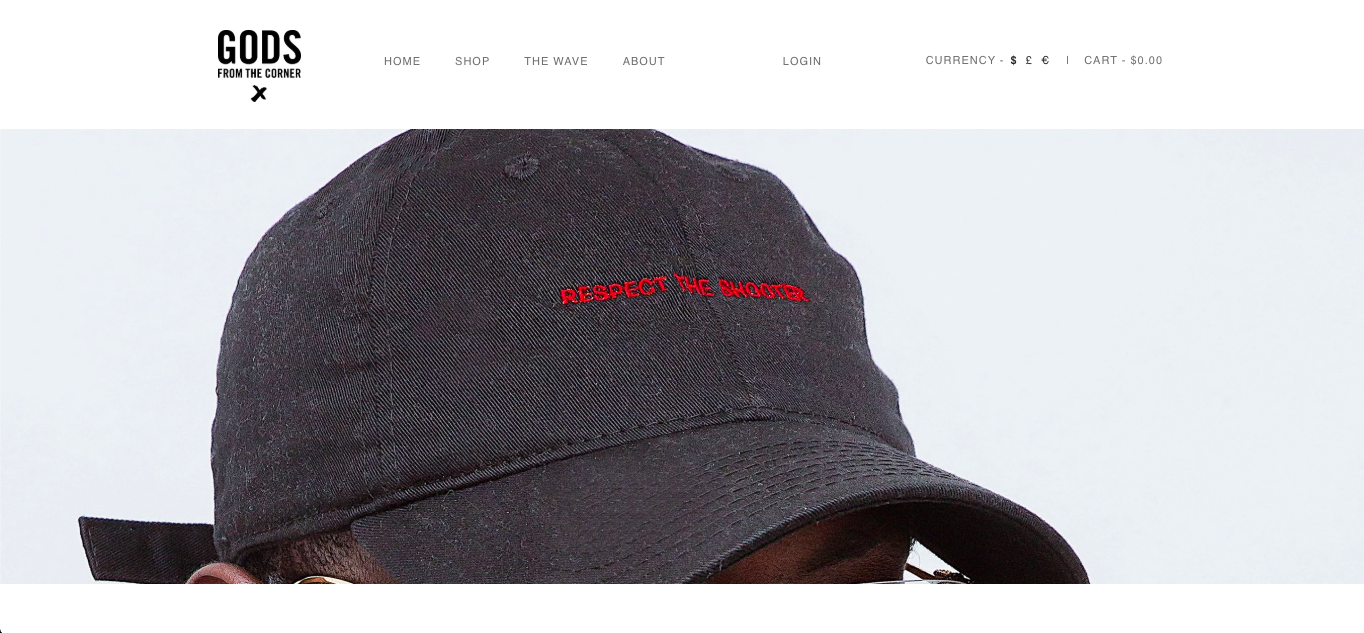 GODS
FROM THE CORNER
HOME SHOP THE WAVE ABOUT LOGIN CURRENCY - $ £ € | CART - $0.00
RESPECT THE SHOOTER